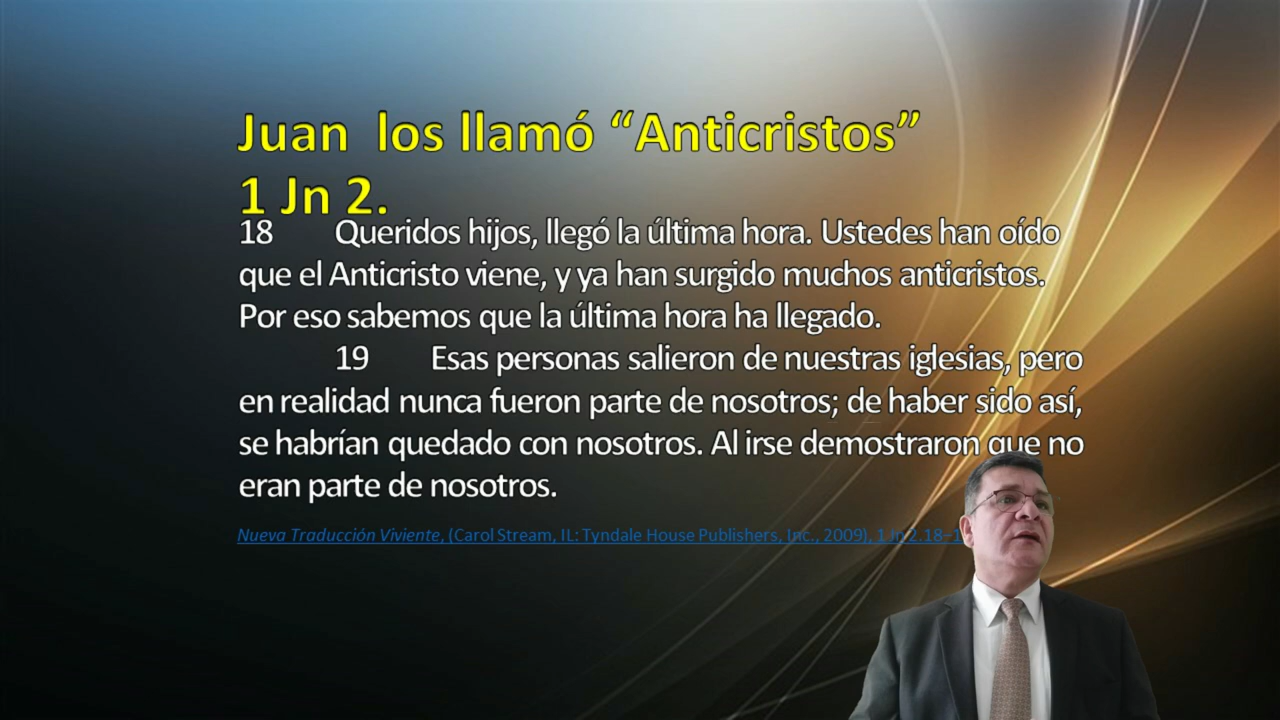 Juan los llamó “Anticristos”
1 Jn 2.
18 Queridos hijos, llegó la última hora. Ustedes han oído
que el Anticristo viene, y ya han surgido muchos anticristos.
Por eso sabemos que la última hora ha llegado.
19 Esas personas salieron de nuestras iglesias, pero
en realidad nunca fueron parte de nosotros; de haber sido así,
se habrían quedado con nosotros. Al irse demostraron que no
eran parte de nosotros.
Nueva Traducción Viviente, (Carol Stream, IL: Tyndale House Publishers, Inc., 2009), 1 Jn 2.18–1